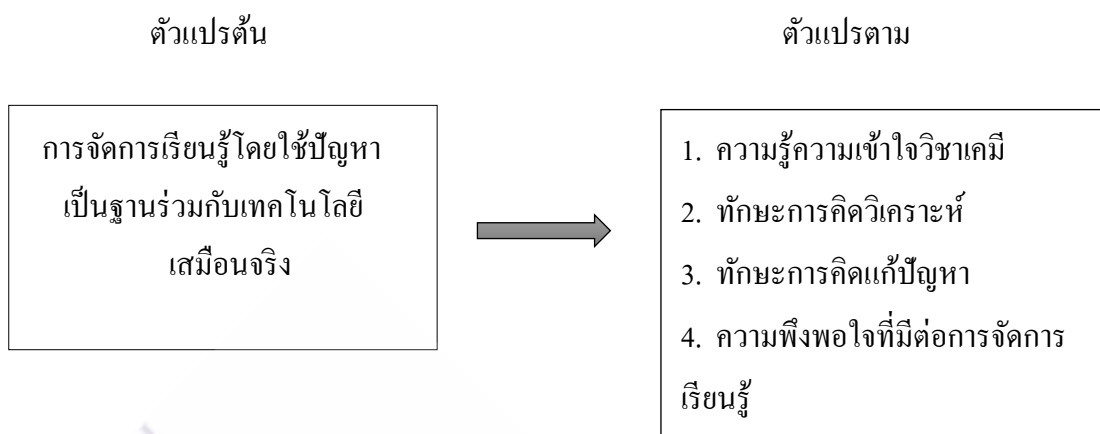 ตัวแปรต้น
ตัวแปรตาม
การจัดการเรียนรู้โดยใช้ปัญหา
เป็นฐานร่วมกับเทคโนโลยี
เสมือนจริง
1. ความรู้ความเข้าใจวิชาเคมี
2. ทักษะการคิดวิเคราะห์
3. ทักษะการคิดแก้ปัญหา
4. ความพึงพอใจที่มีต่อการจัดการ
เรียนรู้